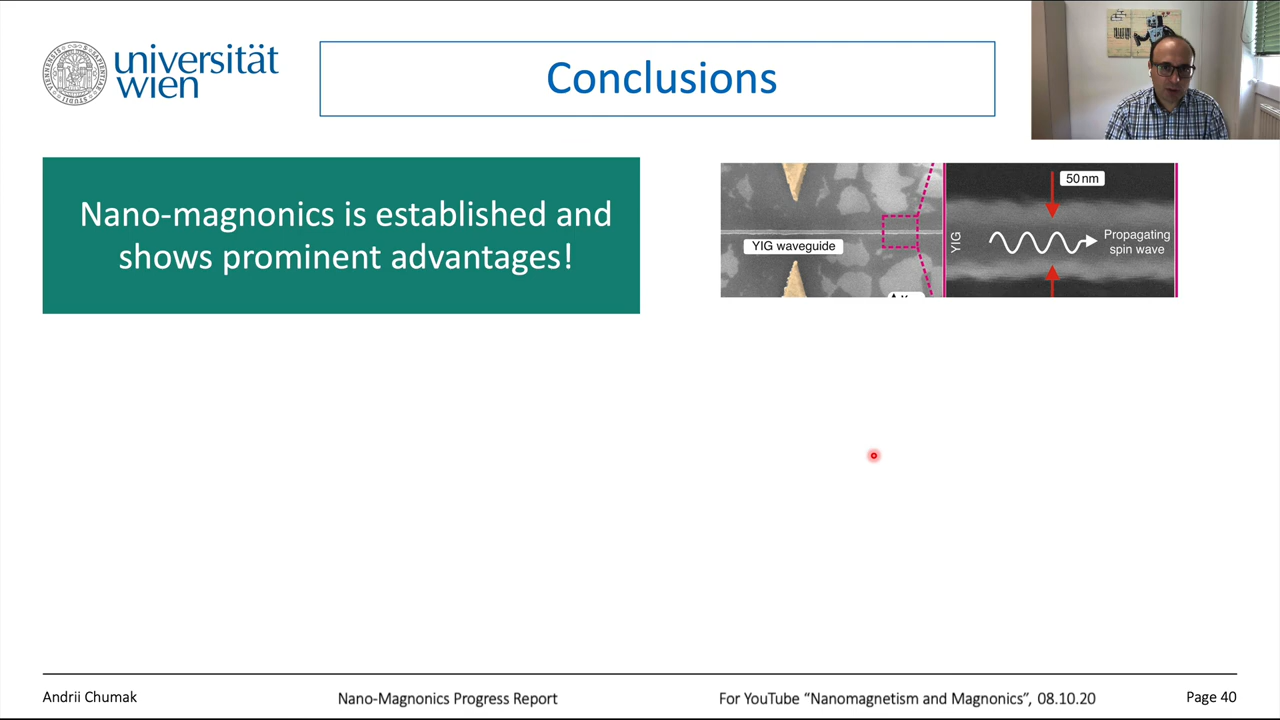 universität
wien
Conclusions
Nano-magnonics is established and
shows prominent advantages!
YIG waveguide
YIG
50 nm
Propagating
spin wave
Andrii Chumak
Nano-Magnonics Progress Report
For YouTube “Nanomagnetism and Magnonics”, 08.10.20
Page 40